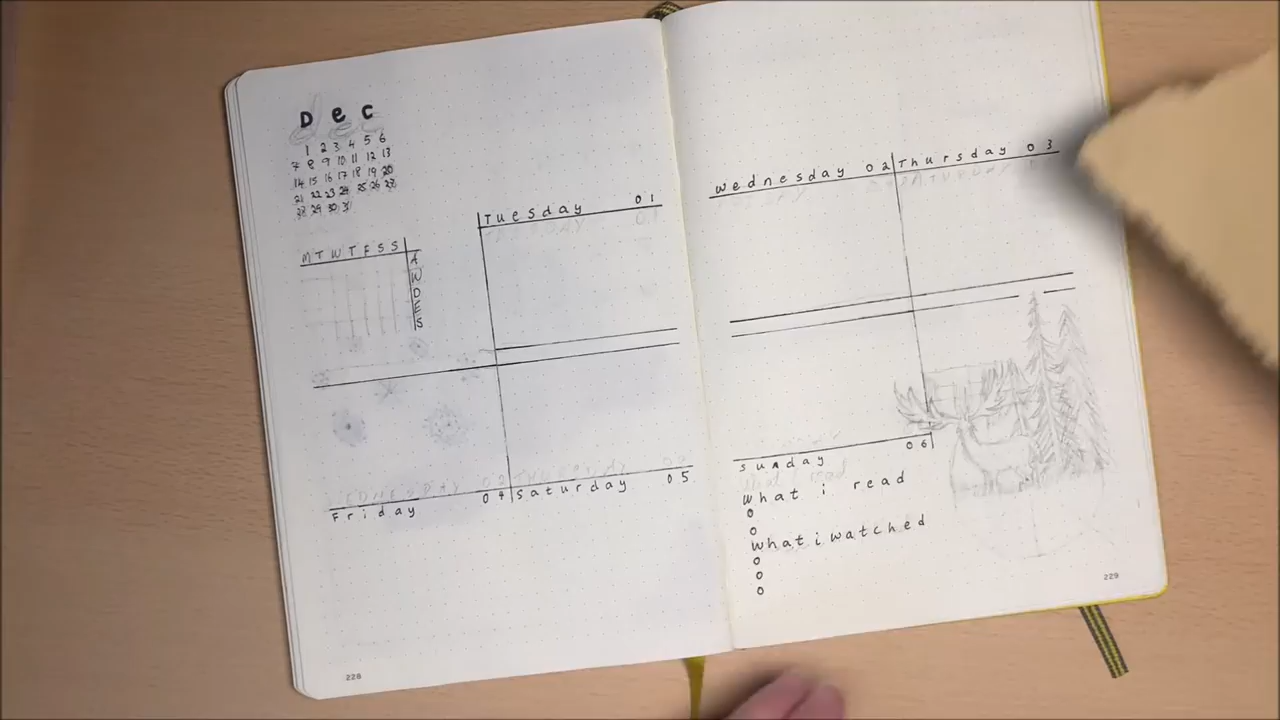 Dec
1 2 3 4 5 6
7 8 9 10 11 12 13
14 15 16 17 18 19 20
21 22 23 24 25 26 27
28 29 30 31
M T W T F S S
A
W
D
E
S
Tuesday 01
Friday 04
Saturday 05
228
Wednesday 02
Thursday 03
Sunday 06
What i read
What i watched
229